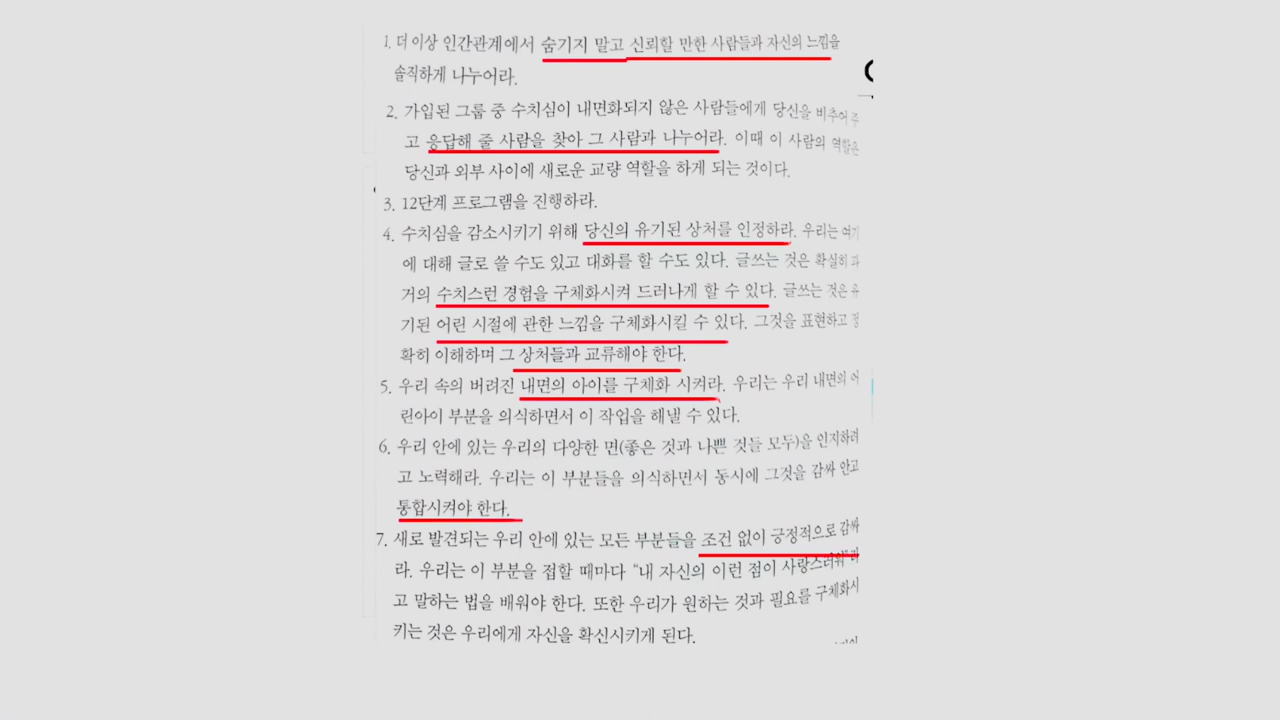 1. 더 이상 인간관계에서 숨기지 말고 신뢰할 만한 사람들과 자신의 느낌을
솔직하게 나누어라.
2. 가입된 그룹 중 수치심이 내면화되지 않은 사람들에게 당신을 비추어 주
고 응답해 줄 사람을 찾아 그 사람과 나누어라. 이때 이 사람의 역할은
당신과 외부 사이에 새로운 교량 역할을 하게 되는 것이다.
3. 12단계 프로그램을 진행하라.
4. 수치심을 감소시키기 위해 당신의 유기된 상처를 인정하라. 우리는 여기
에 대해 글로 쓸 수도 있고 대화를 할 수도 있다. 글쓰는 것은 확실히 과
거의 수치스런 경험을 구체화시켜 드러나게 할 수 있다. 글쓰는 것은 유
기된 어린 시절에 관한 느낌을 구체화시킬 수 있다. 그것을 표현하고 정
확히 이해하며 그 상처들과 교류해야 한다.
5. 우리 속의 버려진 내면의 아이를 구체화 시켜라. 우리는 우리 내면의 어
린아이 부분을 의식하면서 이 작업을 해낼 수 있다.
6. 우리 안에 있는 우리의 다양한 면(좋은 것과 나쁜 것들 모두)을 인지하려
고 노력해라. 우리는 이 부분들을 의식하면서 동시에 그것을 감싸 안고
통합시켜야 한다.
7. 새로 발견되는 우리 안에 있는 모든 부분들을 조건 없이 긍정적으로 감싸
라. 우리는 이 부분을 접할 때마다 “내 자신의 이런 점이 사랑스러워”라
고 말하는 법을 배워야 한다. 또한 우리가 원하는 것과 필요를 구체화시
키는 것은 우리에게 자신을 확신시키게 된다.